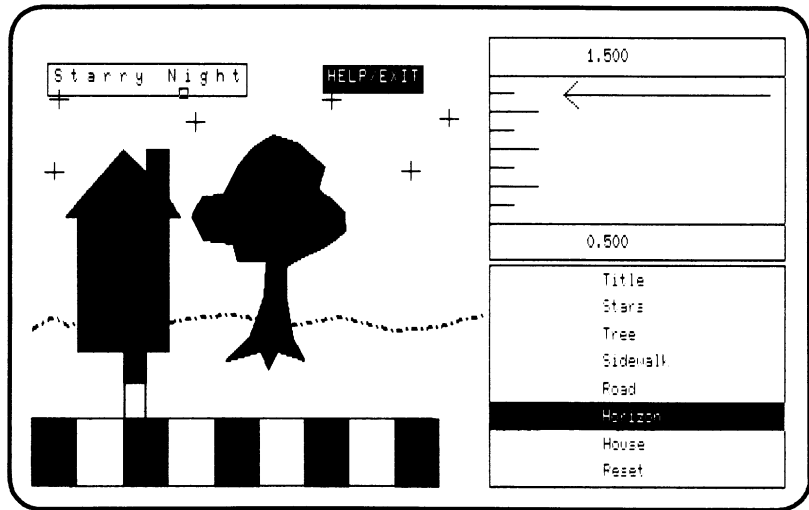 Starry Night
HELP/EXIT
1.500
0.500
Title
Stars
Tree
Sidewalk
Road
Horizon
House
Reset